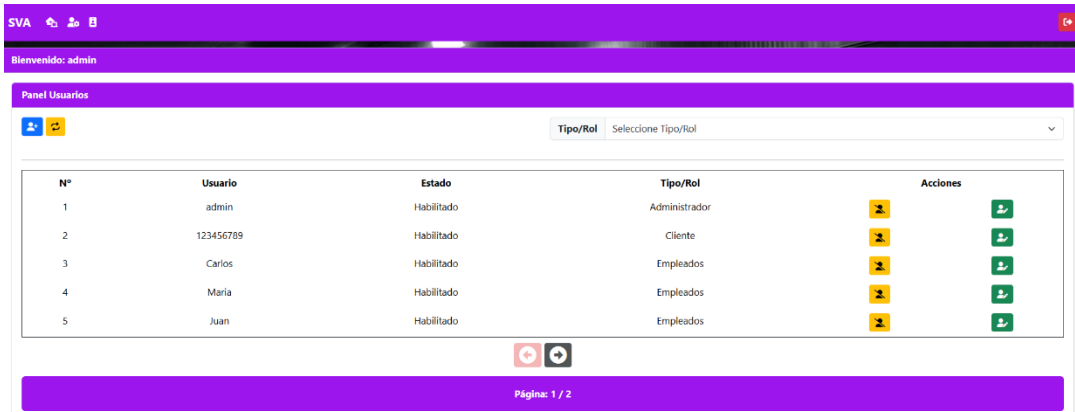 SVA
Bienvenido: admin
Panel Usuarios
Tipo/Rol Seleccione Tipo/Rol
Nº Usuario Estado Tipo/Rol Acciones
1 admin Habilitado Administrador
2 123456789 Habilitado Cliente
3 Carlos Habilitado Empleados
4 Maria Habilitado Empleados
5 Juan Habilitado Empleados
Página: 1 / 2